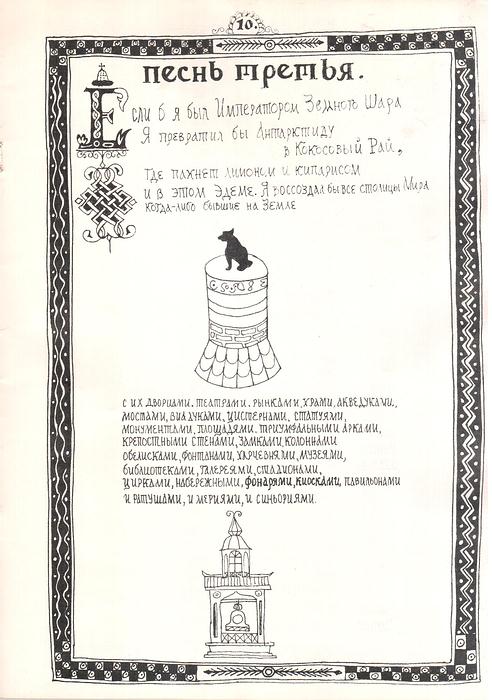 10.
песнь третья.
Если б я был Императором Земного Шара
Я превратил бы Антарктиду
в Кокосовый Рай,
где пахнет лимоном и кипарисом
и в этом Эдеме. Я воссоздал бы все столицы Мира
когда-либо бывшие на Земле
с их дворцами. театрами. рынками, храми, акведуками,
мостами, виадуками, цистернами, статуями,
монументами, площадями. триумфальными арками,
крепостными стенами, замками, колоннами
обелисками, фонтанами, харчевнями, музеями,
библиотеками, галереями, стадионами,
цирками, набережными, фонарями, киосками, павильонами
и ратушами, и мериями, и синьориями.